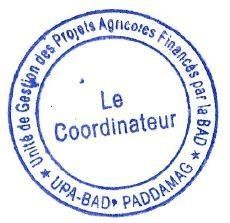 Unité de Gestion des Projets Agricoles Financés par la BAD
Le
Coordinateur
★ UPA-BAD, PADDAMAG ★